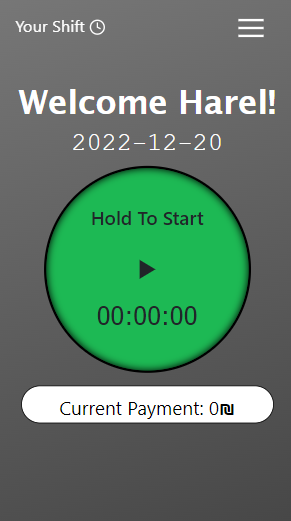 Your Shift
Welcome Harel!
2022-12-20
Hold To Start
00:00:00
Current Payment: 0₪